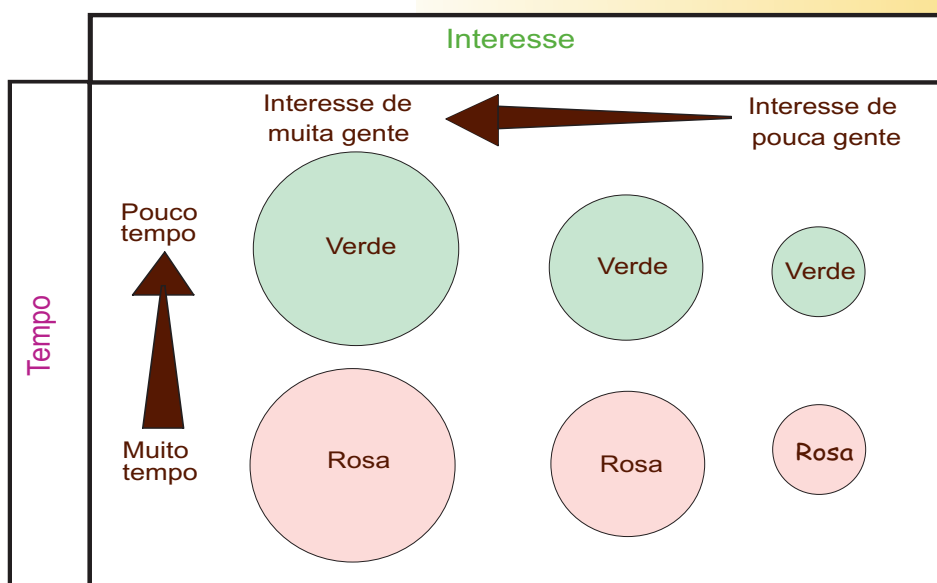 Interesse
Interesse de
muita gente
Interesse de
pouca gente
Tempo
Pouco
tempo
Verde
Verde
Verde
Muito
tempo
Rosa
Rosa
Rosa